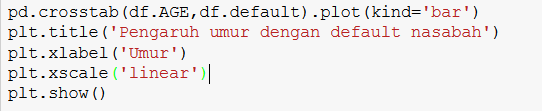 pd.crosstab(df.AGE,df.default).plot(kind='bar')
plt.title('Pengaruh umur dengan default nasabah')
plt.xlabel('Umur')
plt.xscale('linear')
plt.show()